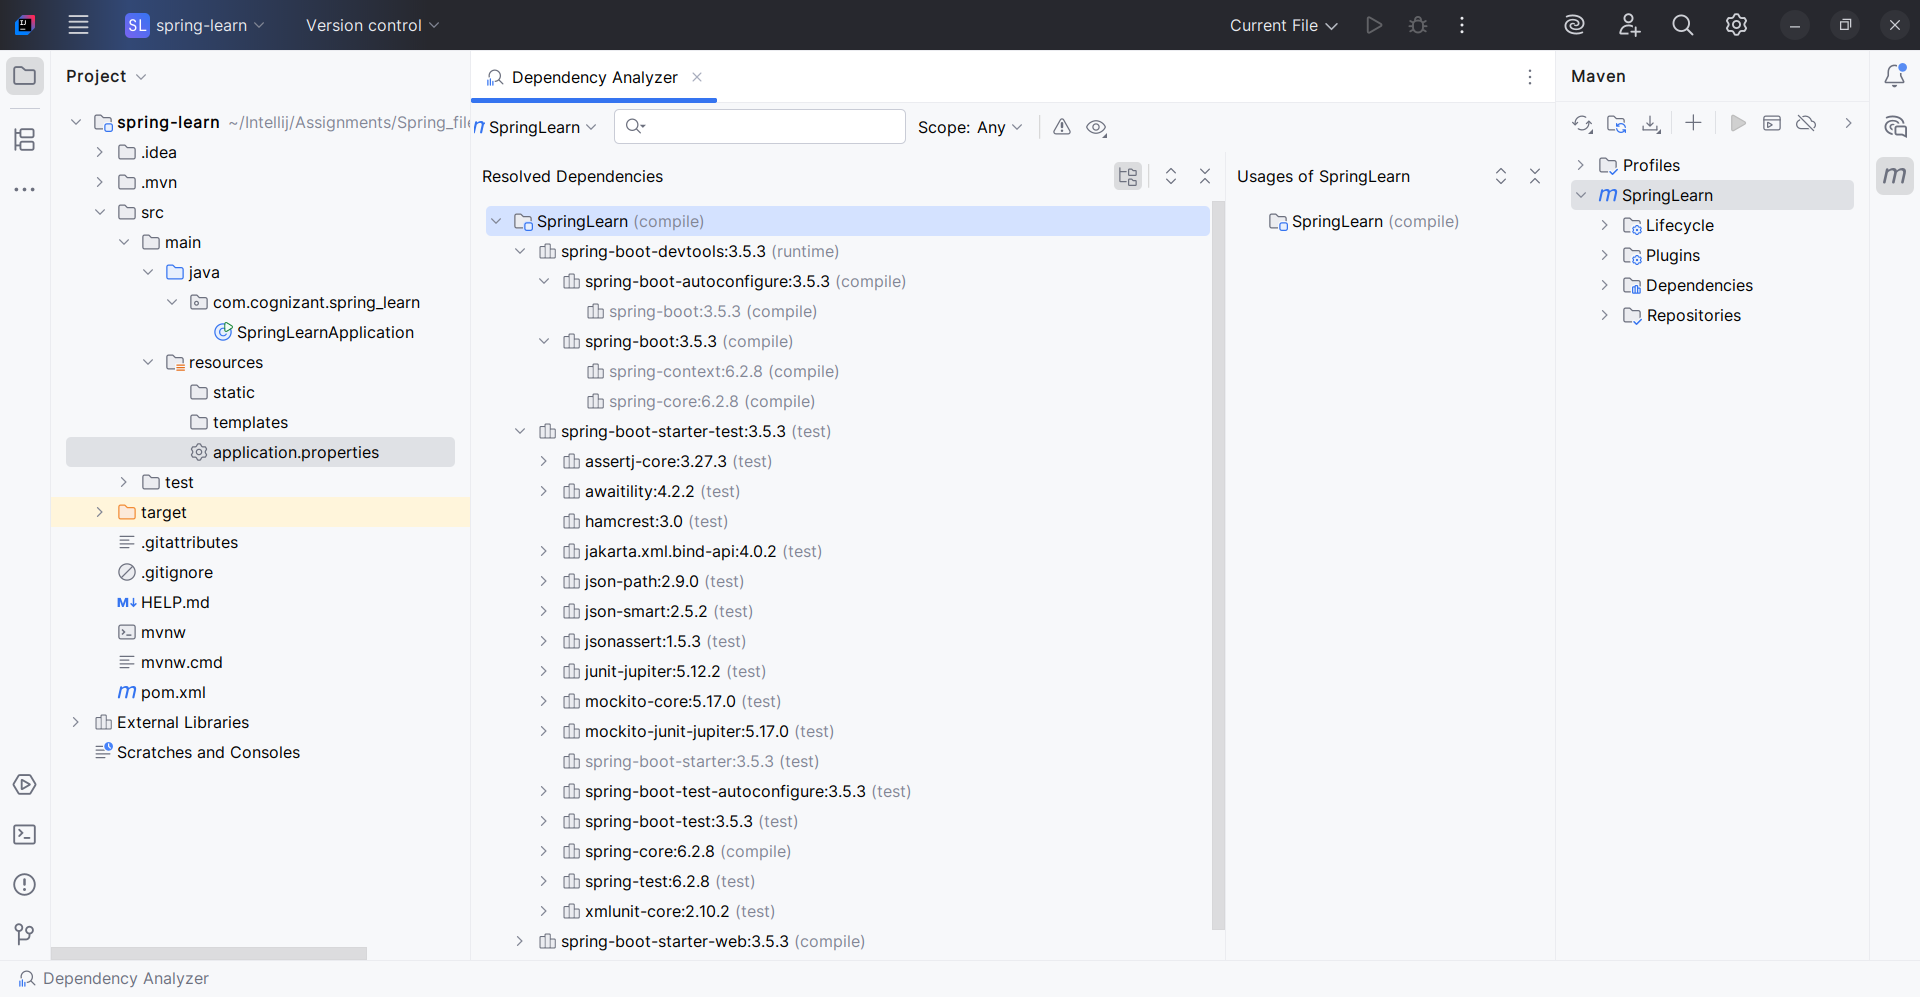 SL spring-learn Version control Current File
Project
spring-learn ~/Intellij/Assignments/Spring_file
.idea
.mvn
src
main
java
com.cognizant.spring_learn
SpringLearnApplication
resources
static
templates
application.properties
test
target
.gitattributes
.gitignore
M↓ HELP.md
mvnw
mvnw.cmd
m pom.xml
External Libraries
Scratches and Consoles
Dependency Analyzer
m SpringLearn Scope: Any
Resolved Dependencies
SpringLearn (compile)
spring-boot-devtools:3.5.3 (runtime)
spring-boot-autoconfigure:3.5.3 (compile)
spring-boot:3.5.3 (compile)
spring-boot:3.5.3 (compile)
spring-context:6.2.8 (compile)
spring-core:6.2.8 (compile)
spring-boot-starter-test:3.5.3 (test)
assertj-core:3.27.3 (test)
awaitility:4.2.2 (test)
hamcrest:3.0 (test)
jakarta.xml.bind-api:4.0.2 (test)
json-path:2.9.0 (test)
json-smart:2.5.2 (test)
jsonassert:1.5.3 (test)
junit-jupiter:5.12.2 (test)
mockito-core:5.17.0 (test)
mockito-junit-jupiter:5.17.0 (test)
spring-boot-starter:3.5.3 (test)
spring-boot-test-autoconfigure:3.5.3 (test)
spring-boot-test:3.5.3 (test)
spring-core:6.2.8 (compile)
spring-test:6.2.8 (test)
xmlunit-core:2.10.2 (test)
spring-boot-starter-web:3.5.3 (compile)
Usages of SpringLearn
SpringLearn (compile)
Maven
Profiles
m SpringLearn
Lifecycle
Plugins
Dependencies
Repositories
m
Dependency Analyzer